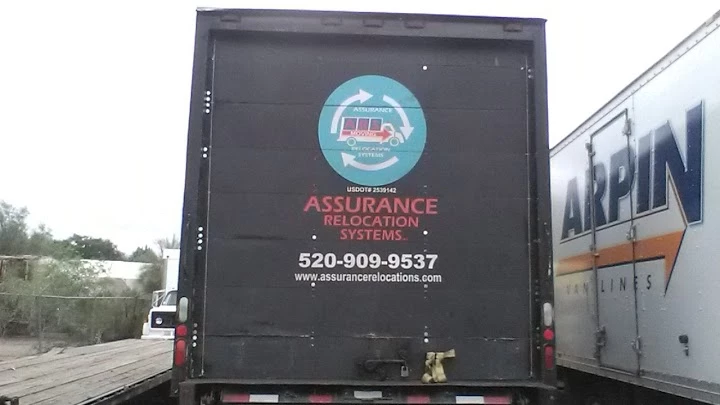 ASSURANCE
MOVING
RELOCATION
SYSTEMS
USDOT# 2539142
ASSURANCE
RELOCATION
SYSTEMS
520-909-9537
www.assurancerelocations.com
ARPIN
VAN LINES